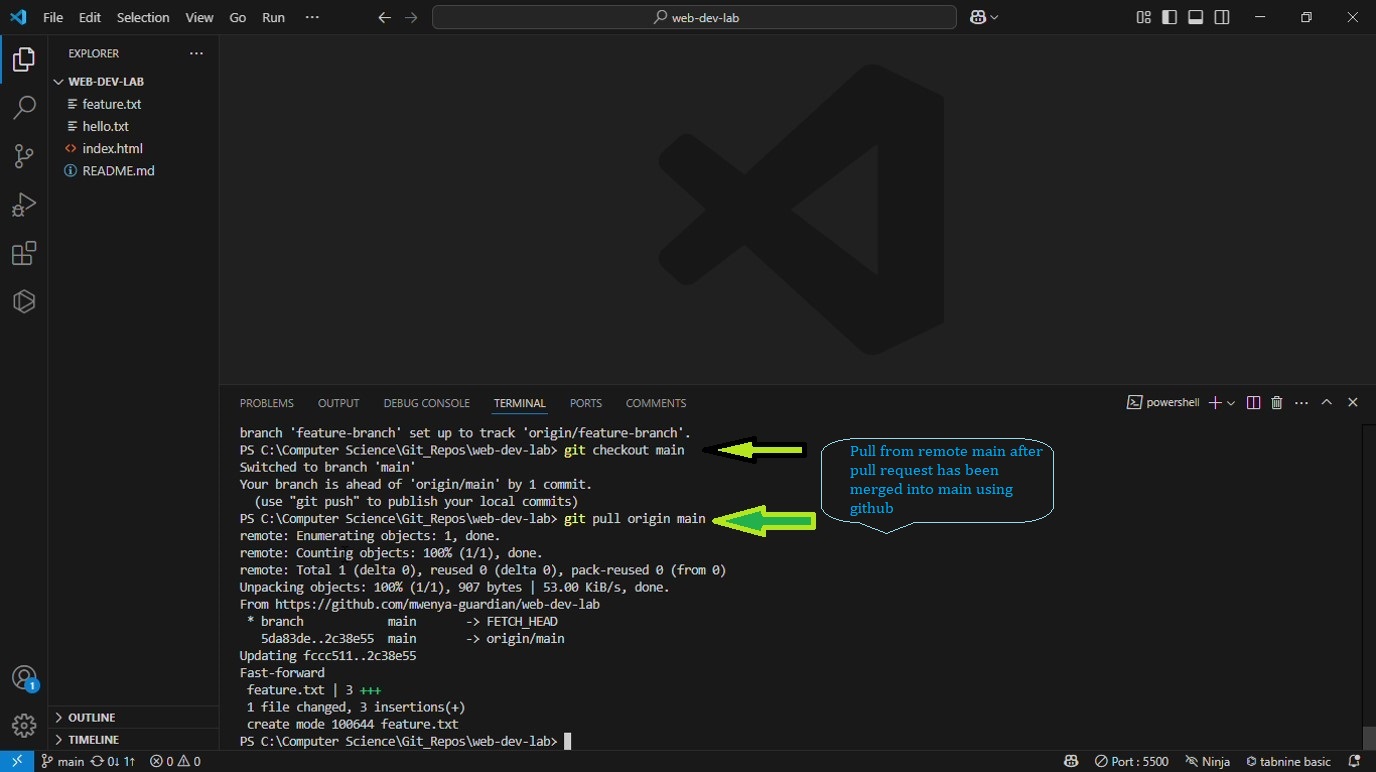 File Edit Selection View Go Run ···
web-dev-lab
EXPLORER ···
WEB-DEV-LAB
feature.txt
hello.txt
index.html
README.md
OUTLINE
TIMELINE
PROBLEMS OUTPUT DEBUG CONSOLE TERMINAL PORTS COMMENTS
powershell
branch 'feature-branch' set up to track 'origin/feature-branch'.
PS C:\Computer Science\Git_Repos\web-dev-lab> git checkout main
Switched to branch 'main'
Your branch is ahead of 'origin/main' by 1 commit.
(use "git push" to publish your local commits)
PS C:\Computer Science\Git_Repos\web-dev-lab> git pull origin main
remote: Enumerating objects: 1, done.
remote: Counting objects: 100% (1/1), done.
remote: Total 1 (delta 0), reused 0 (delta 0), pack-reused 0 (from 0)
Unpacking objects: 100% (1/1), 907 bytes | 53.00 KiB/s, done.
From https://github.com/mwenya-guardian/web-dev-lab
* branch main -> FETCH_HEAD
5da83de..2c38e55 main -> origin/main
Updating fccc511..2c38e55
Fast-forward
feature.txt | 3 +++
1 file changed, 3 insertions(+)
create mode 100644 feature.txt
PS C:\Computer Science\Git_Repos\web-dev-lab>
Pull from remote main after
pull request has been
merged into main using
github
1
main 0↓ 1↑ 0 0
Port : 5500 Ninja tabnine basic